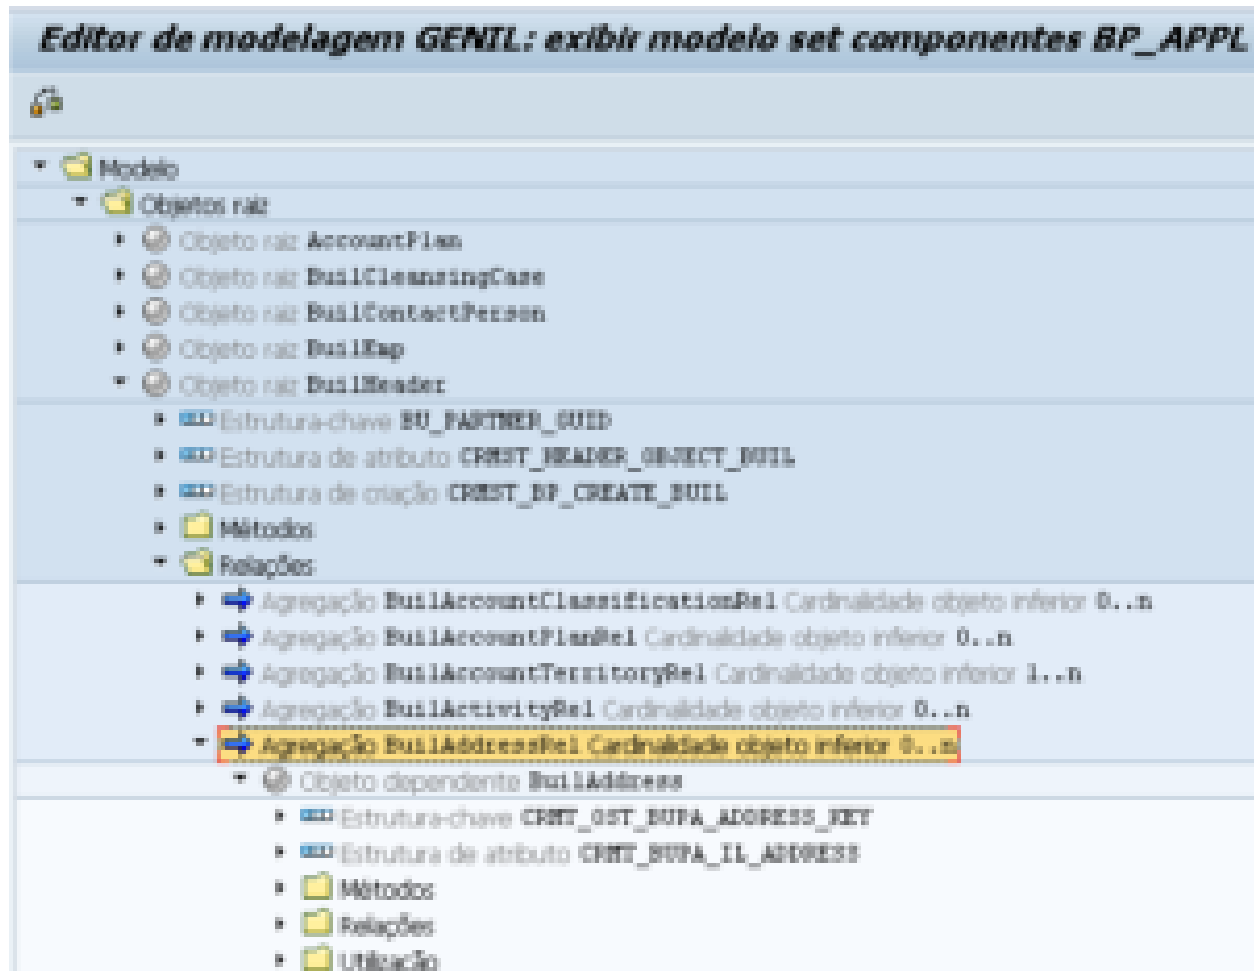 Editor de modelagem GENIL: exibir modelo set componentes BP_APPL
Modelo
Objetos raiz
Objeto raiz AccountPlan
Objeto raiz BuilCleansingCase
Objeto raiz BuilContactPerson
Objeto raiz BuilEmp
Objeto raiz BuilHeader
Estrutura-chave BU_PARTNER_GUID
Estrutura de atributo CRMST_HEADER_OBJECT_BUIL
Estrutura de criação CRMST_BP_CREATE_BUIL
Métodos
Relações
Agregação BuilAccountClassificationRel Cardinalidade objeto inferior 0..n
Agregação BuilAccountPlanRel Cardinalidade objeto inferior 0..n
Agregação BuilAccountTerritoryRel Cardinalidade objeto inferior 1..n
Agregação BuilActivityRel Cardinalidade objeto inferior 0..n
Agregação BuilAddressRel Cardinalidade objeto inferior 0..n
Objeto dependente BuilAddress
Estrutura-chave CRMT_GST_BUPA_ADDRESS_KEY
Estrutura de atributo CRMT_BUPA_IL_ADDRESS
Métodos
Relações
Utilização